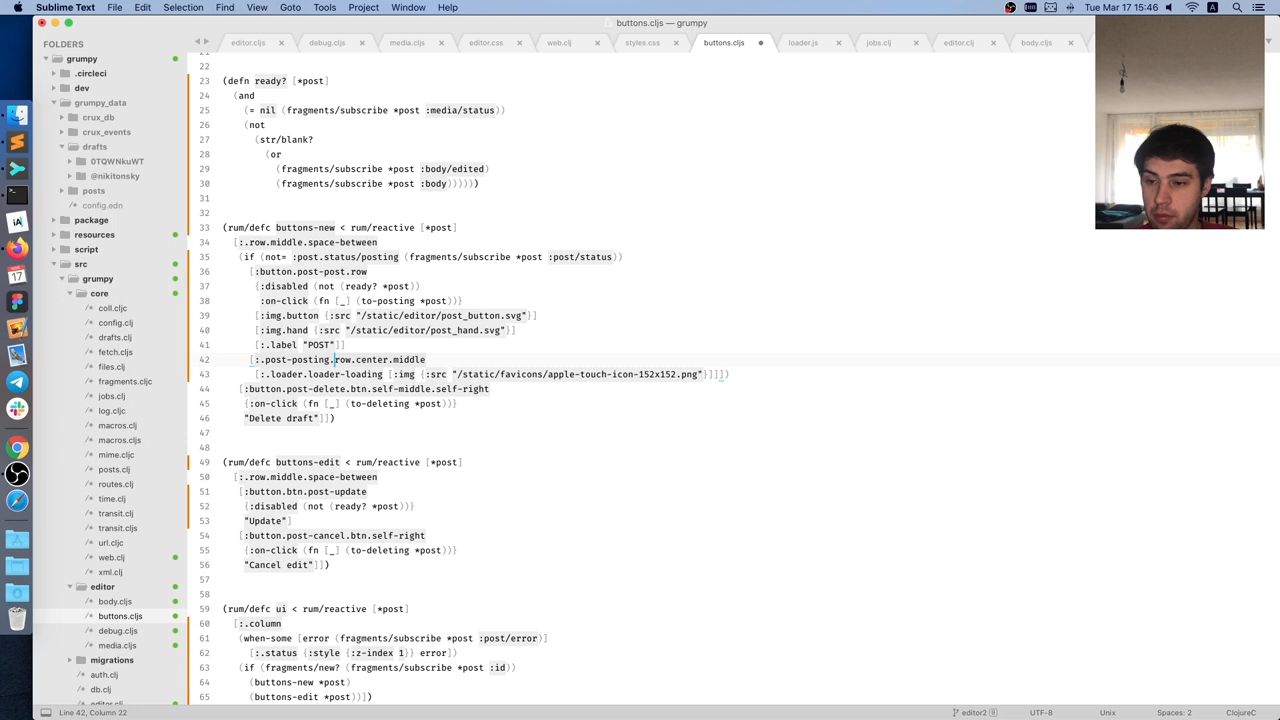 Sublime Text File Edit Selection Find View Goto Tools Project Window Help
Tue 17 Mar 15:46
buttons.cljs — grumpy
editor.cljs debug.cljs media.cljs editor.css web.clj styles.css buttons.cljs loader.js jobs.clj editor.clj body.cljs
FOLDERS
grumpy
.circleci
dev
grumpy_data
crux_db
crux_events
drafts
0TQWNkuWT
@nikitonsky
posts
config.edn
package
resources
script
src
grumpy
core
coll.cljc
config.clj
drafts.clj
fetch.cljs
files.clj
fragments.cljc
jobs.clj
log.cljc
macros.clj
macros.cljs
mime.cljc
posts.clj
routes.clj
time.clj
transit.clj
transit.cljs
url.cljc
web.clj
xml.clj
editor
body.cljs
buttons.cljs
debug.cljs
media.cljs
migrations
auth.clj
db.clj
editor.clj
22
23 (defn ready? [*post]
24   (and
25     (= nil (fragments/subscribe *post :media/status))
26     (not
27       (str/blank?
28         (or
29           (fragments/subscribe *post :body/edited)
30           (fragments/subscribe *post :body)))))
31
32
33 (rum/defc buttons-new < rum/reactive [*post]
34   [:.row.middle.space-between
35    (if (not= :post.status/posting (fragments/subscribe *post :post/status))
36      [:button.post-post.row
37       {:disabled (not (ready? *post))
38        :on-click (fn [_] (to-posting *post))}
39       [:img.button {:src "/static/editor/post_button.svg"}]
40       [:img.hand {:src "/static/editor/post_hand.svg"}]
41       [:.label "POST"]]
42      [:.post-posting.row.center.middle
43       [:.loader.loader-loading [:img {:src "/static/favicons/apple-touch-icon-152x152.png"}]]])
44    [:button.post-delete.btn.self-middle.self-right
45     {:on-click (fn [_] (to-deleting *post))}
46     "Delete draft"]])
47
48
49 (rum/defc buttons-edit < rum/reactive [*post]
50   [:.row.middle.space-between
51    [:button.btn.post-update
52     {:disabled (not (ready? *post))}
53     "Update"]
54    [:button.post-cancel.btn.self-right
55     {:on-click (fn [_] (to-deleting *post))}
56     "Cancel edit"]])
57
58
59 (rum/defc ui < rum/reactive [*post]
60   [:.column
61    (when-some [error (fragments/subscribe *post :post/error)]
62      [:.status {:style {:z-index 1}} error])
63    (if (fragments/new? (fragments/subscribe *post :id))
64      (buttons-new *post)
65      (buttons-edit *post))])
Line 42, Column 22
editor2 9 UTF-8 Unix Spaces: 2 ClojureC